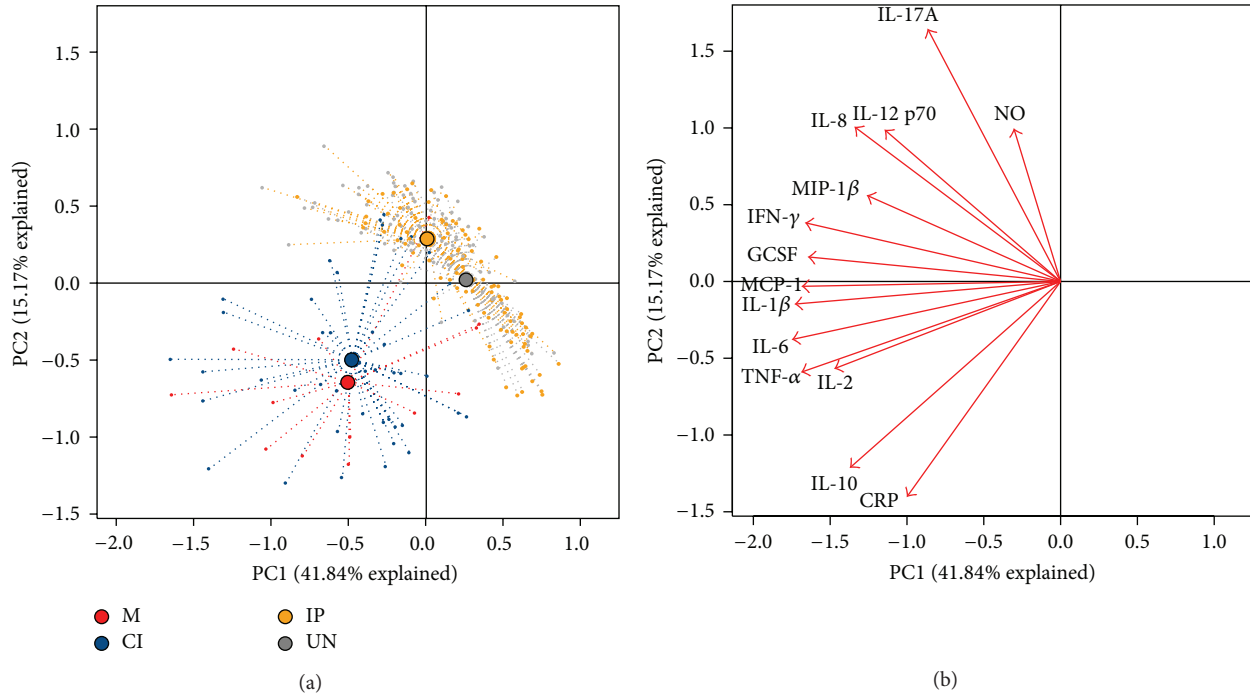 1.5
1.0
0.5
0.0
−0.5
−1.0
−1.5
PC2 (15.17% explained)
−2.0 −1.5 −1.0 −0.5 0.0 0.5 1.0
PC1 (41.84% explained)
M IP
CI UN
(a)
1.5
1.0
0.5
0.0
−0.5
−1.0
−1.5
PC2 (15.17% explained)
IL-17A
IL-8 IL-12 p70 NO
MIP-1β
IFN-γ
GCSF
MCP-1
IL-1β
IL-6
TNF-α IL-2
IL-10
CRP
−2.0 −1.5 −1.0 −0.5 0.0 0.5 1.0
PC1 (41.84% explained)
(b)